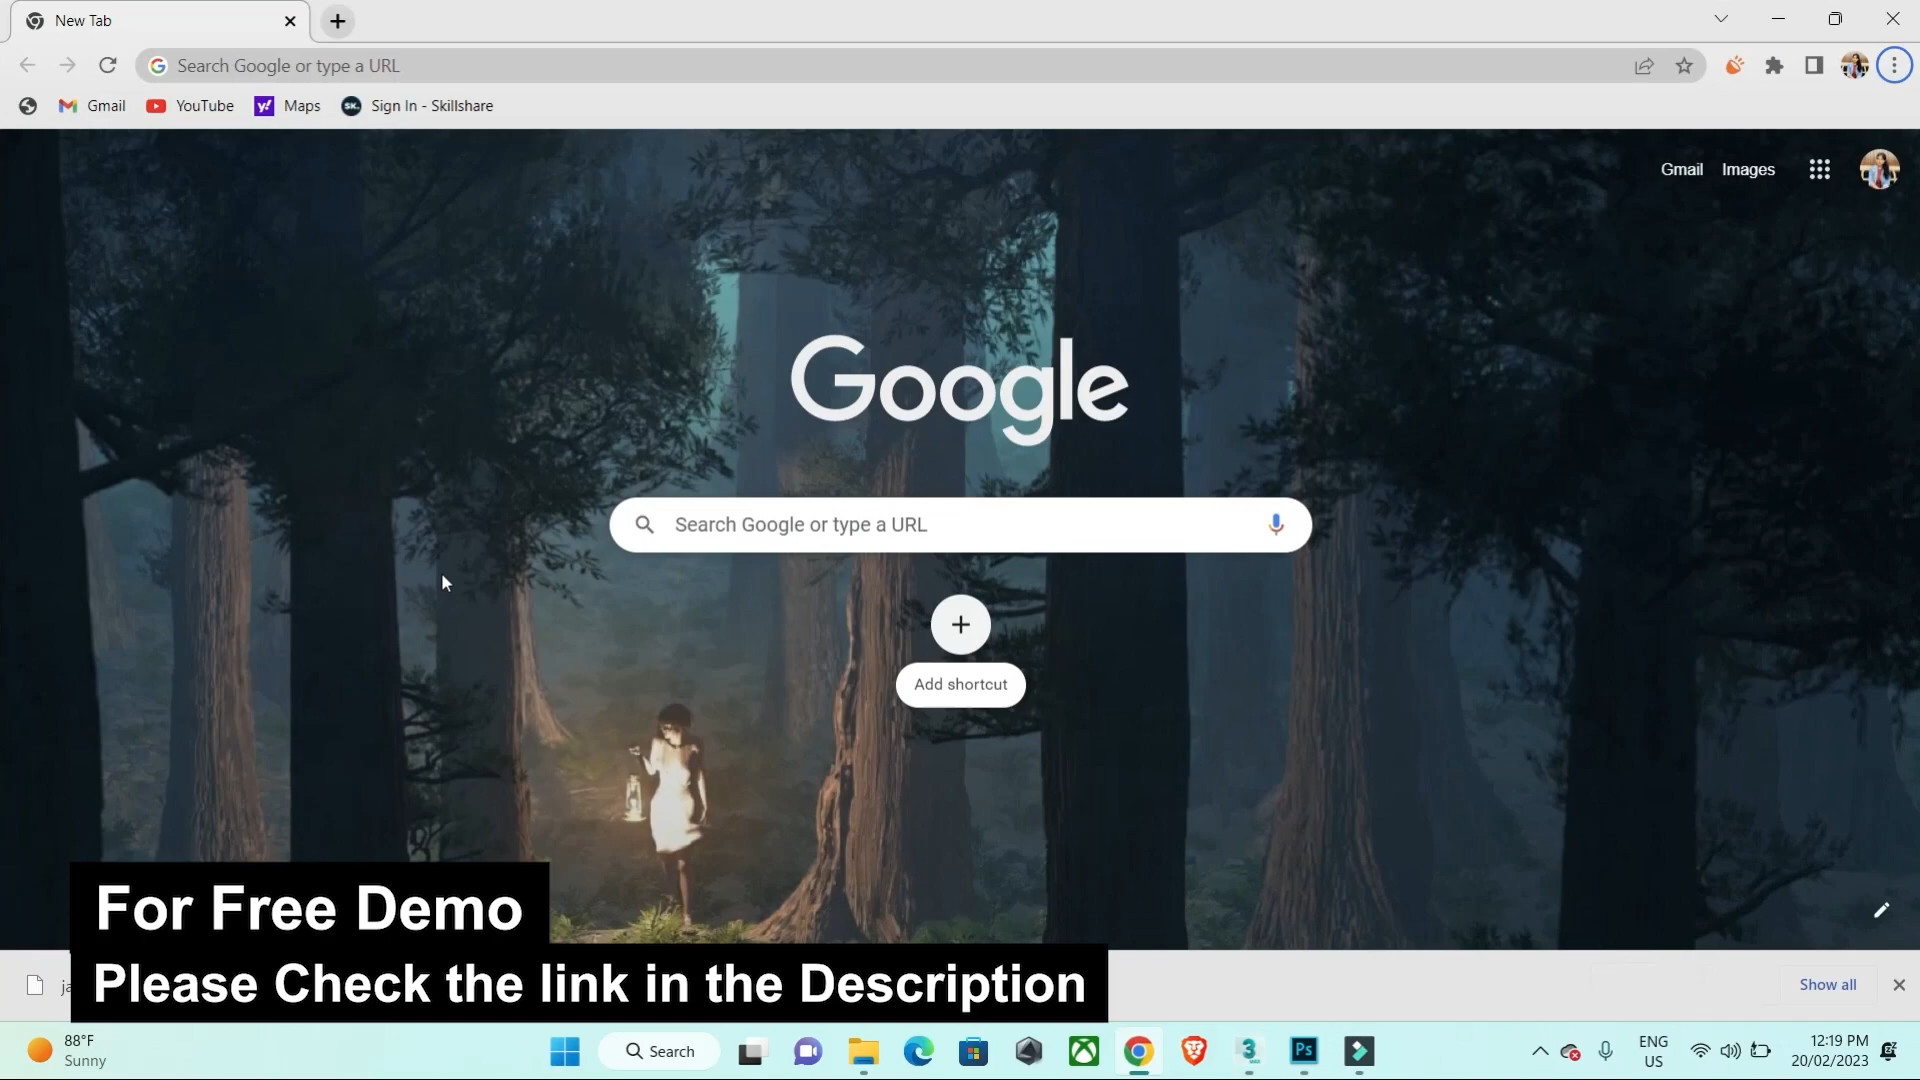 New Tab
Search Google or type a URL
Gmail YouTube Maps Sign In - Skillshare
Gmail Images
Google
Search Google or type a URL
Add shortcut
For Free Demo
Please Check the link in the Description
Show all
88°F
Sunny
Search
Ps
ENG
US
12:19 PM
20/02/2023